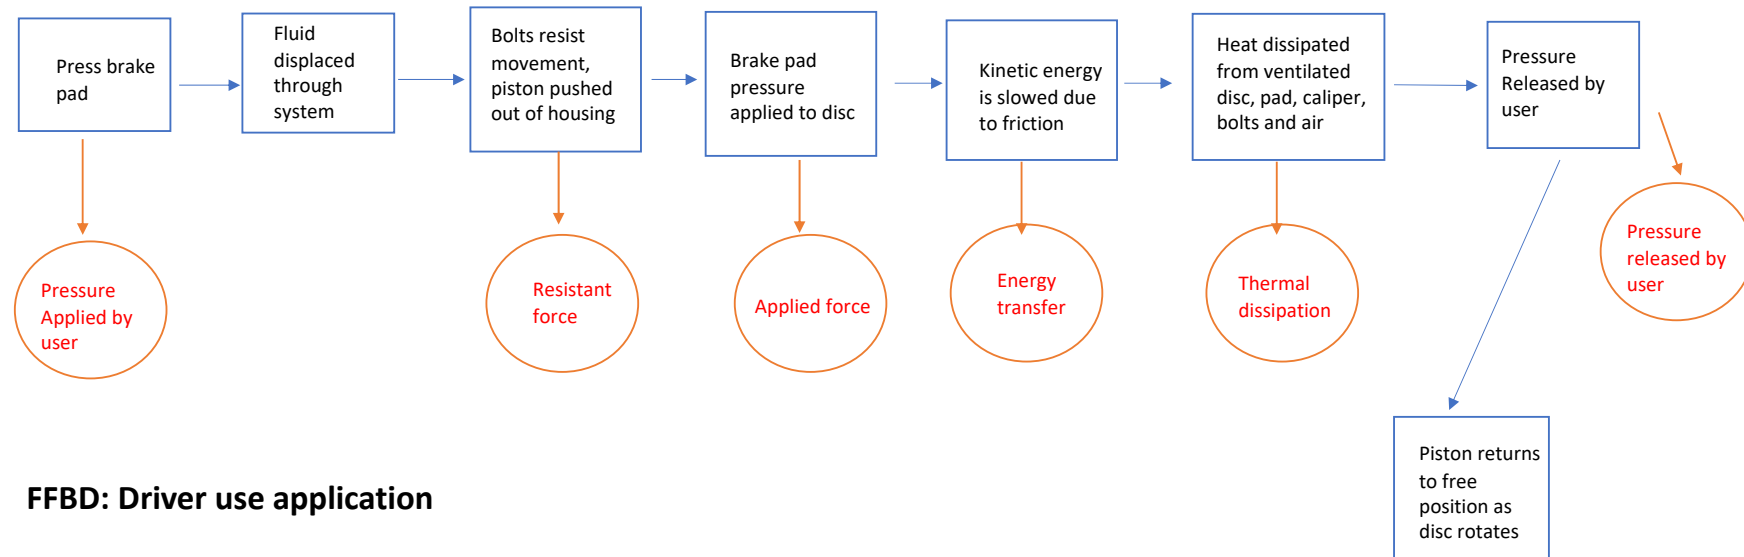 Press brake
pad
Fluid
displaced
through
system
Bolts resist
movement,
piston pushed
out of housing
Brake pad
pressure
applied to disc
Kinetic energy
is slowed due
to friction
Heat dissipated
from ventilated
disc, pad, caliper,
bolts and air
Pressure
Released by
user
Pressure
Applied by
user
Resistant
force
Applied force
Energy
transfer
Thermal
dissipation
Pressure
released by
user
Piston returns
to free
position as
disc rotates
FFBD: Driver use application